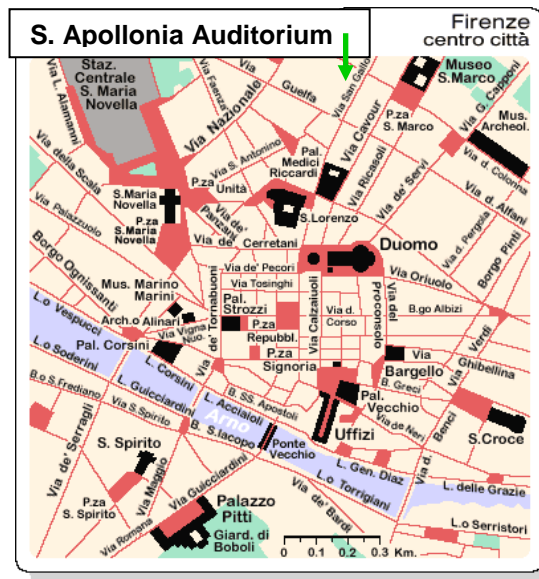 S. Apollonia Auditorium
Firenze
centro città
Staz.
Centrale
S. Maria
Novella
Via L. Alamanni
Via Faenza
Via Nazionale
Via
Guelfa
Via San Gallo
Via Cavour
Museo
S.Marco
P.za
S. Marco
Via G. Capponi
Mus.
Archeol.
Via d. Colonna
Via della Scala
Via S. Antonino
Pal.
Medici
Riccardi
Via Ricasoli
Via de' Servi
Via d. Alfani
S.Maria
Novella
P.za
Unità
P.za
S.Maria
Novella
Via de'
Panzani
S.Lorenzo
Via Palazzuolo
Borgo Ognissanti
Via de' Cerretani
Duomo
Via d. Pergola
Borgo Pinti
Via de' Pecori
Via Oriuolo
Via Tosinghi
Mus. Marino
Marini
Arch.o Alinari
Via Vigna
Nuo.
Via de' Tornabuoni
Pal.
Strozzi
P.za
Repubbl.
Via Calzaiuoli
Via d.
Corso
Via del
Proconsolo
B.go Albizi
Via Verdi
L.o Vespucci
L.o Soderini
Pal. Corsini
L. Corsini
P.za
Signoria
Via
Ghibellina
Bargello
B. Greci
B.o S.Frediano
Via S.Spirito
L. Guicciardini
L. Acciaioli
B. SS. Apostoli
Arno
B. S.Iacopo
Pal.
Vecchio
Via de Neri
Via d. Benci
S.Croce
Uffizi
Via de' Serragli
S. Spirito
Via Maggio
Ponte
Vecchio
L. Gen. Diaz
L. delle Grazie
L.o Torrigiani
P.za
S. Spirito
Via Guicciardini
Via de' Bardi
L.o Serristori
Via Romana
Palazzo
Pitti
Giard. di
Boboli
0 0.1 0.2 0.3 Km.